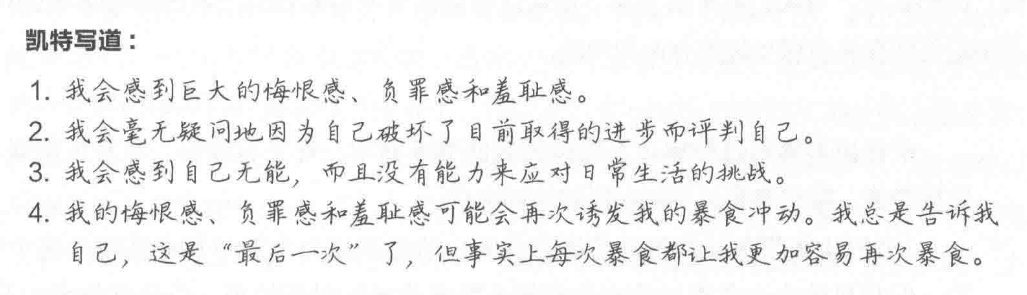 凯特写道：
1. 我会感到巨大的悔恨感、负罪感和羞耻感。
2. 我会毫无疑问地因为自己破坏了目前取得的进步而评判自己。
3. 我会感到自己无能，而且没有能力来应对日常生活的挑战。
4. 我的悔恨感、负罪感和羞耻感可能会再次诱发我的暴食冲动。我总是告诉我
自己，这是“最后一次”了，但事实上每次暴食都让我更加容易再次暴食。